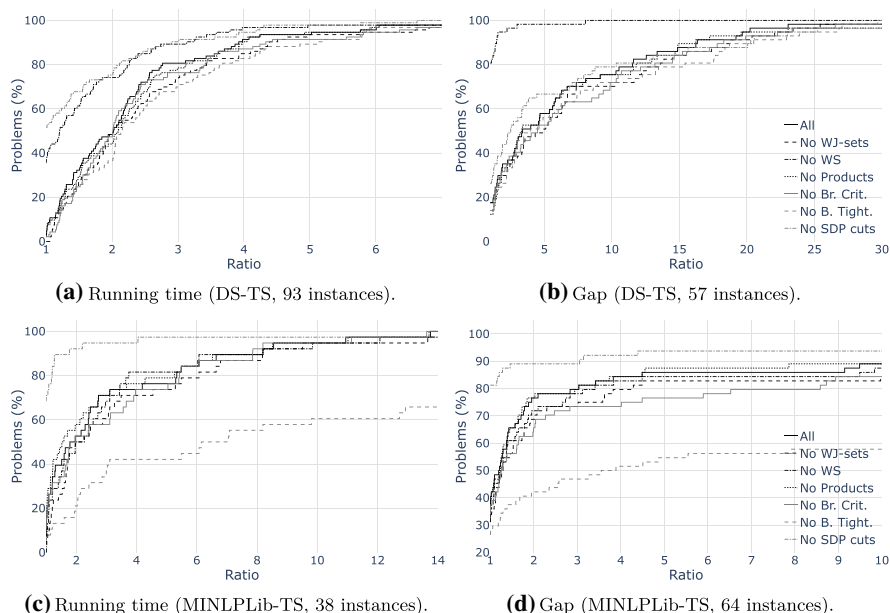 100
80
60
40
20
0
Problems (%)
1
2
3
4
5
6
Ratio
(a) Running time (DS-TS, 93 instances).
100
80
60
40
20
0
Problems (%)
5
10
15
20
25
30
Ratio
All
No WJ-sets
No WS
No Products
No Br. Crit.
No B. Tight.
No SDP cuts
(b) Gap (DS-TS, 57 instances).
100
80
60
40
20
0
Problems (%)
2
4
6
8
10
12
14
Ratio
(c) Running time (MINLPLib-TS, 38 instances).
100
90
80
70
60
50
40
30
20
Problems (%)
1
2
3
4
5
6
7
8
9
10
Ratio
All
No WJ-sets
No WS
No Products
No Br. Crit.
No B. Tight.
No SDP cuts
(d) Gap (MINLPLib-TS, 64 instances).